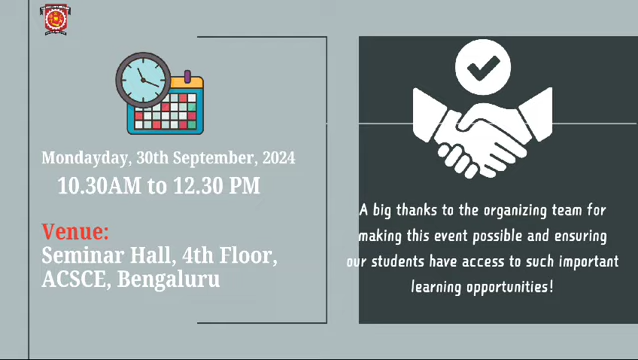 Mondayday, 30th September, 2024
10.30AM to 12.30 PM
Venue:
Seminar Hall, 4th Floor,
ACSCE, Bengaluru
A big thanks to the organizing team for
making this event possible and ensuring
our students have access to such important
learning opportunities!